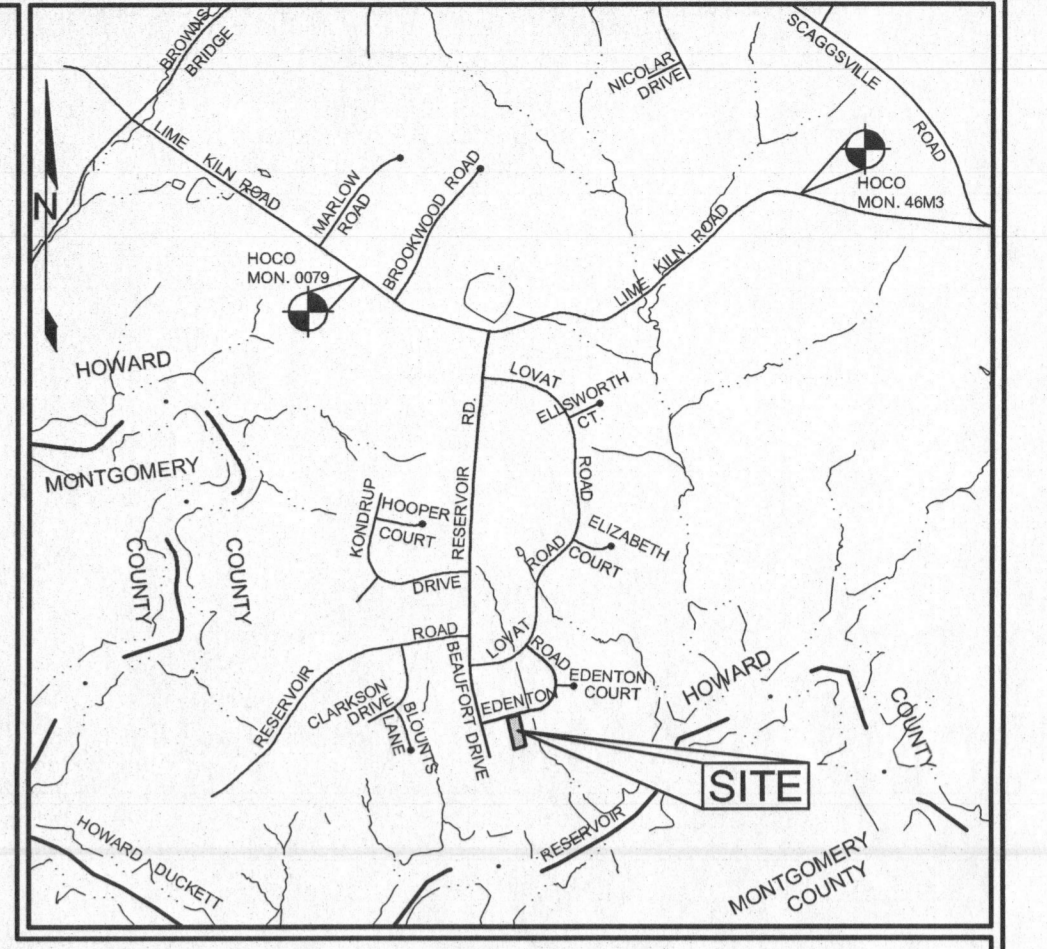 BROWNS
BRIDGE
SCAGGSVILLE
ROAD
NICOLAR
DRIVE
LIME KILN ROAD
MARLOW
ROAD
BROOKWOOD ROAD
HOCO
MON. 46M3
N
HOCO
MON. 0079
LIME KILN ROAD
HOWARD
LOVAT
ELLSWORTH
CT
RD.
MONTGOMERY
ROAD
RESERVOIR
KONDRUP
HOOPER
COURT
ELIZABETH
COURT
ROAD
COUNTY
COUNTY
DRIVE
ROAD
LOVAT
ROAD
BEAUFORT DRIVE
EDENTON
COURT
HOWARD
RESERVOIR
CLARKSON
DRIVE
BLOUNTS
LANE
EDENTON
COUNTY
SITE
RESERVOIR
HOWARD
DUCKETT
MONTGOMERY
COUNTY